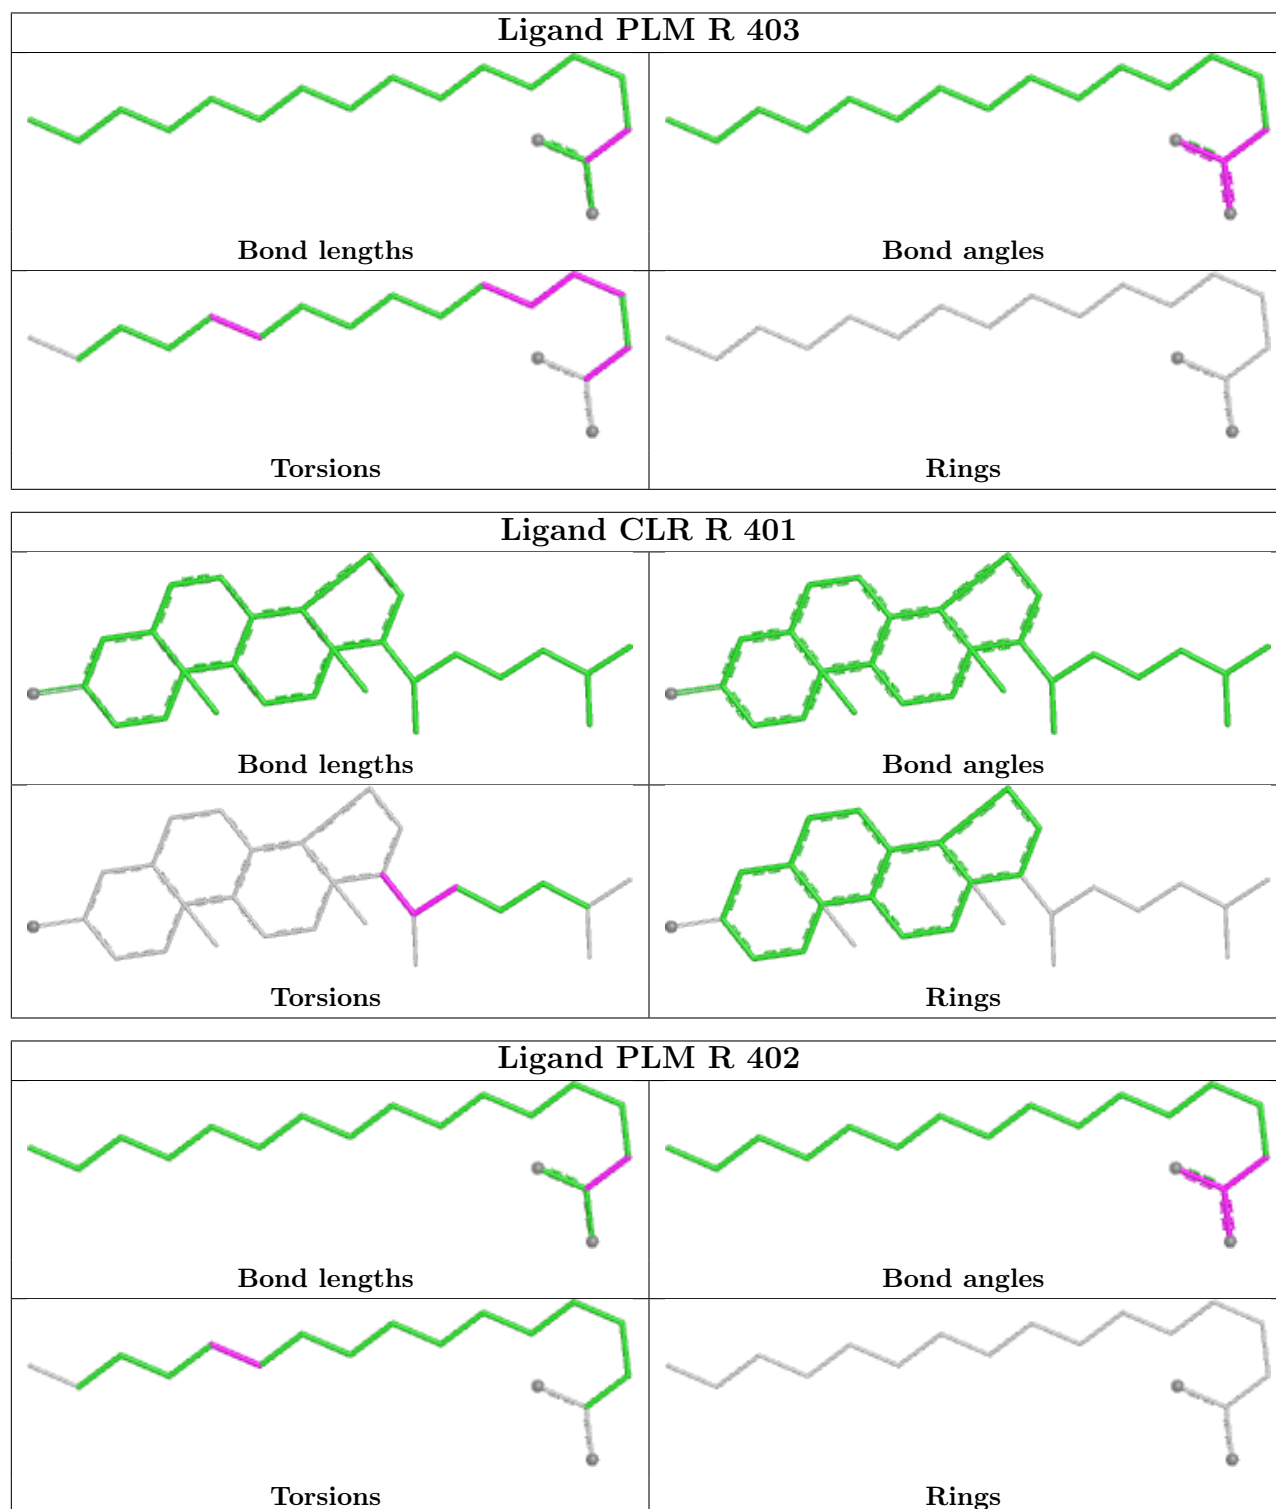 Ligand PLM R 403
Bond lengths
Bond angles
Torsions
Rings
Ligand CLR R 401
Bond lengths
Bond angles
Torsions
Rings
Ligand PLM R 402
Bond lengths
Bond angles
Torsions
Rings